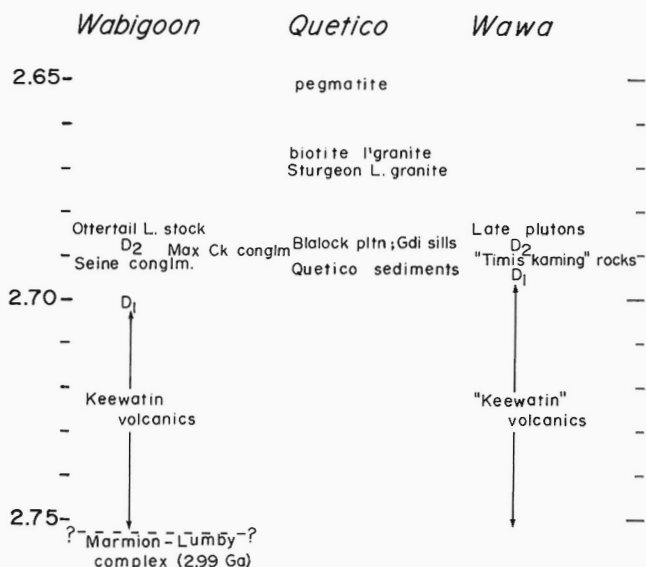 Wabigoon Quetico Wawa
2.65-
pegmatite
biotite l'granite
Sturgeon L. granite
Ottertail L. stock
D2 Max Ck conglm
Seine conglm.
Blalock pltn; Gdi sills
Quetico sediments
Late plutons
D2
"Timis'kaming" rocks
D1
2.70-
D1
Keewatin
volcanics
"Keewatin"
volcanics
2.75-
?- - - - - - - -?
Marmion-Lumby
complex (2.99 Ga)